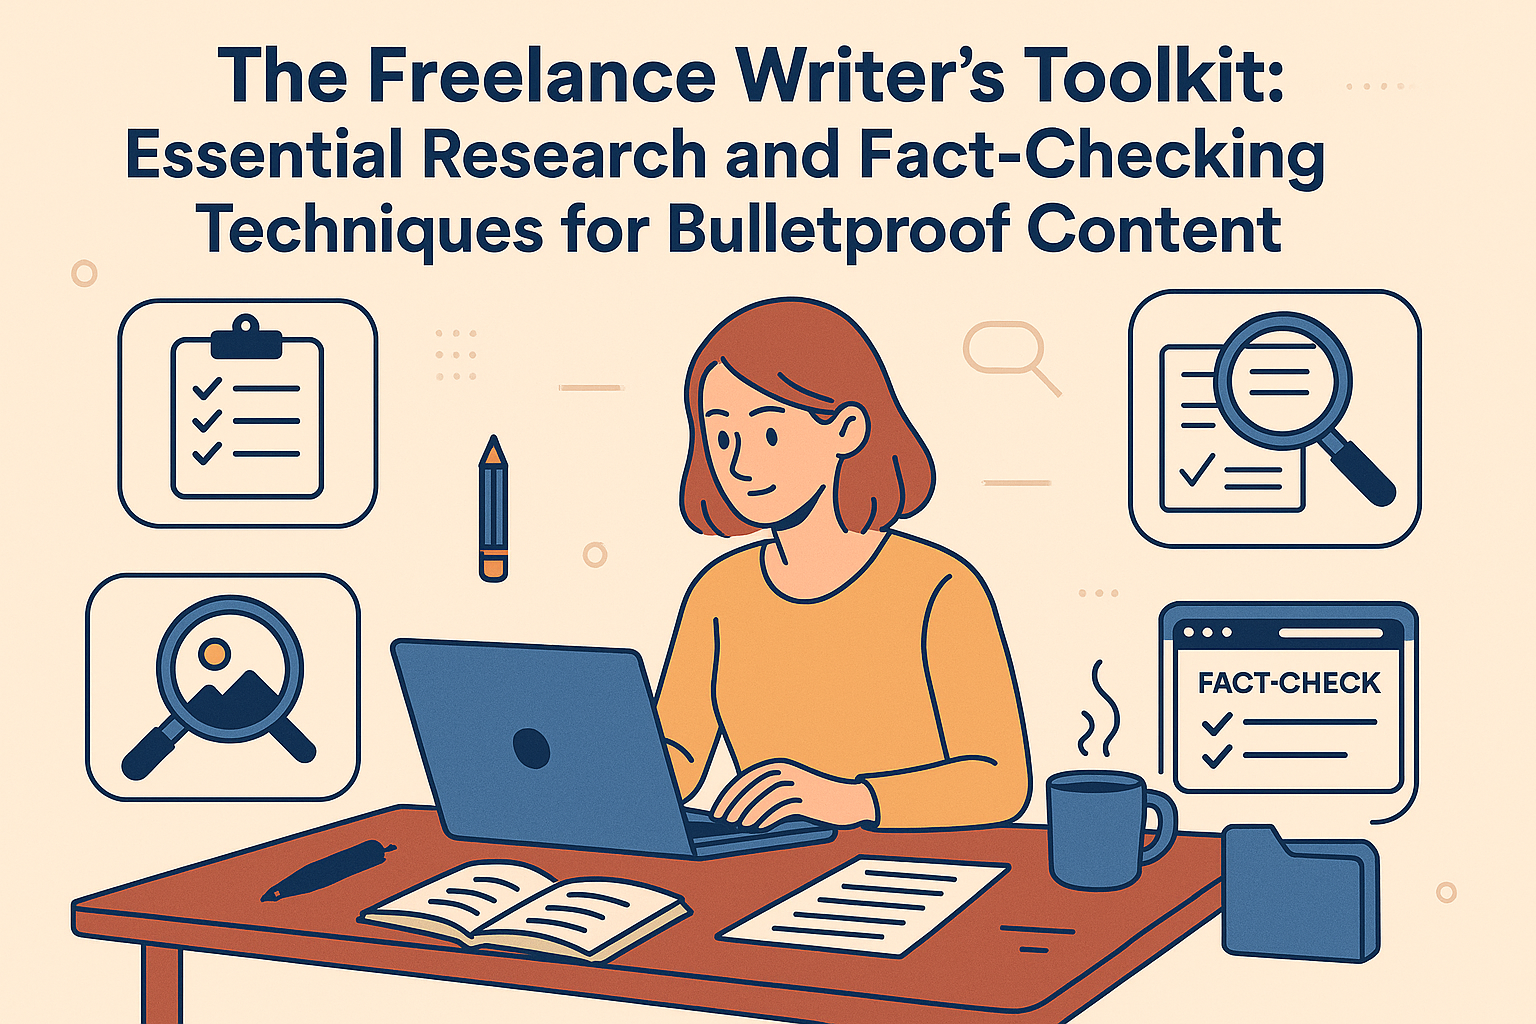 The Freelance Writer’s Toolkit:
Essential Research and Fact-Checking
Techniques for Bulletproof Content
FACT-CHECK